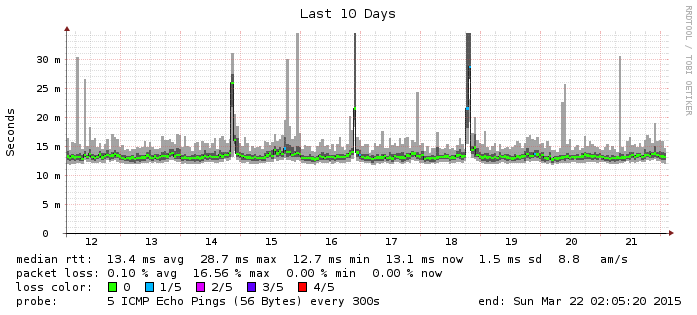 Last 10 Days
RRDTOOL / TOBI OETIKER
Seconds
30 m
25 m
20 m
15 m
10 m
5 m
0
12 13 14 15 16 17 18 19 20 21
median rtt: 13.4 ms avg 28.7 ms max 12.7 ms min 13.1 ms now 1.5 ms sd 8.8 am/s
packet loss: 0.10 % avg 16.56 % max 0.00 % min 0.00 % now
loss color: 0 1/5 2/5 3/5 4/5
probe: 5 ICMP Echo Pings (56 Bytes) every 300s end: Sun Mar 22 02:05:20 2015